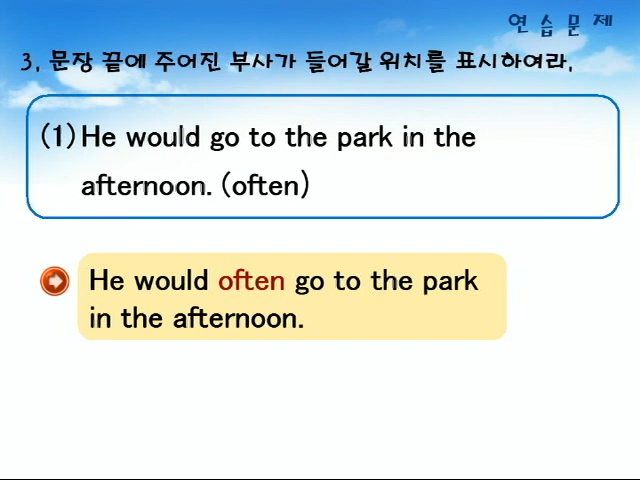 연 습 문 제
3. 문장 끝에 주어진 부사가 들어갈 위치를 표시하여라.
(1) He would go to the park in the
afternoon. (often)
He would often go to the park
in the afternoon.